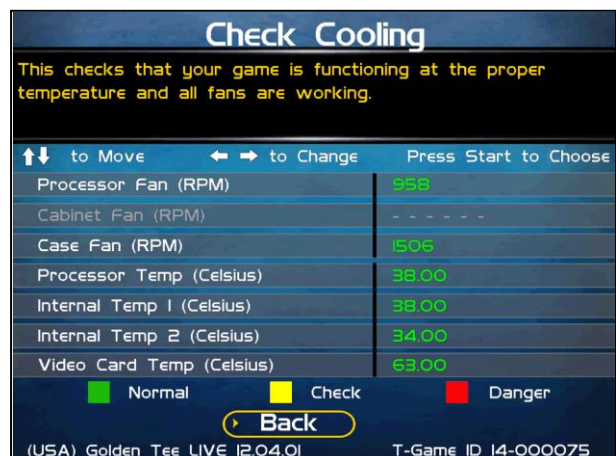 Check Cooling
This checks that your game is functioning at the proper
temperature and all fans are working.
to Move to Change Press Start to Choose
Processor Fan (RPM) 958
Cabinet Fan (RPM) - - - - - -
Case Fan (RPM) 1506
Processor Temp (Celsius) 38.00
Internal Temp 1 (Celsius) 38.00
Internal Temp 2 (Celsius) 34.00
Video Card Temp (Celsius) 63.00
Normal Check Danger
Back
(USA) Golden Tee LIVE 12.04.01 T-Game ID 14-000075